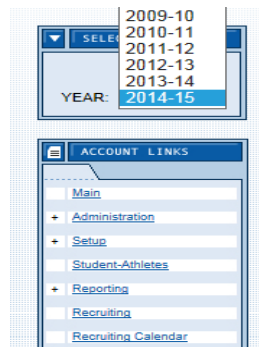 2009-10
2010-11
2011-12
2012-13
2013-14
YEAR: 2014-15
ACCOUNT LINKS
Main
+ Administration
+ Setup
Student-Athletes
+ Reporting
Recruiting
Recruiting Calendar